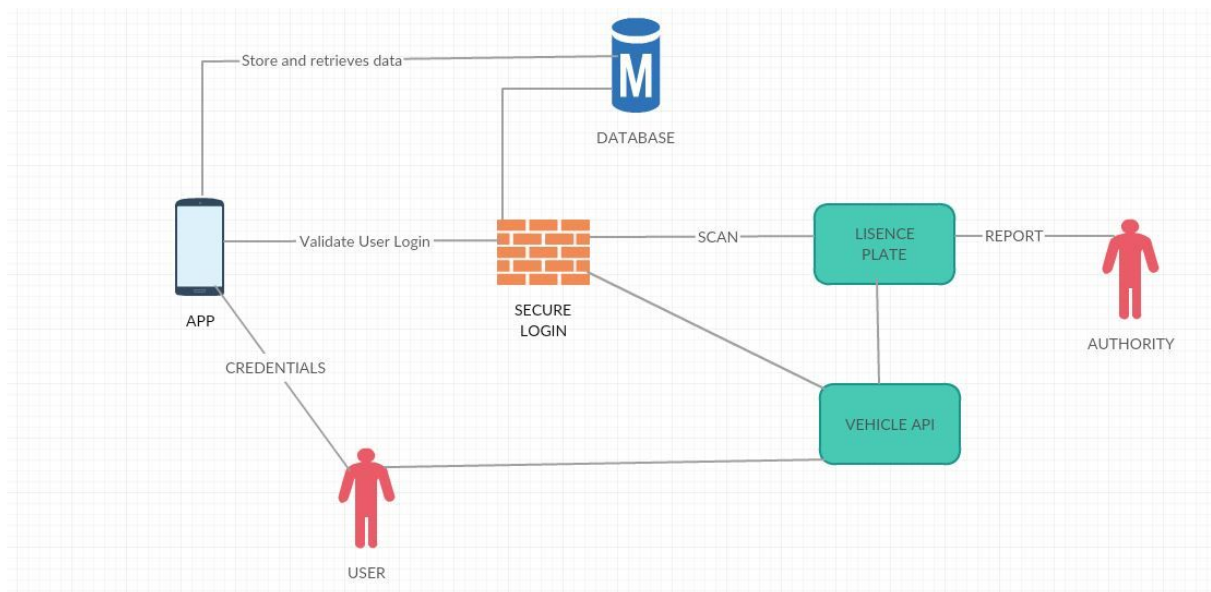 Store and retrieves data
M
DATABASE
Validate User Login
SCAN
LISENCE
PLATE
REPORT
APP
SECURE
LOGIN
AUTHORITY
CREDENTIALS
VEHICLE API
USER